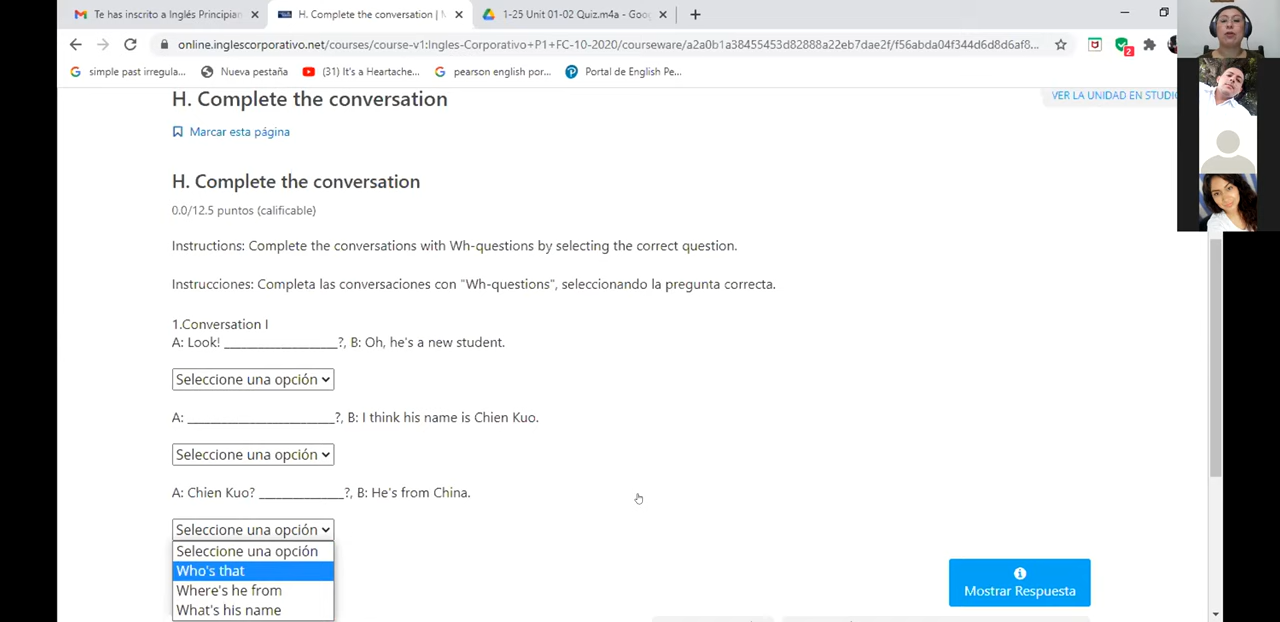 Te has inscrito a Inglés Principian
H. Complete the conversation |
1-25 Unit 01-02 Quiz.m4a - Goo
online.inglescorporativo.net/courses/course-v1:Ingles-Corporativo+P1+FC-10-2020/courseware/a2a0b1a38455453d82888a22eb7dae2f/f56abda04f344d6d8d6af8...
2
simple past irregula...
Nueva pestaña
(31) It's a Heartache...
pearson english por...
Portal de English Pe...
H. Complete the conversation
VER LA UNIDAD EN STUDIO
Marcar esta página
H. Complete the conversation
0.0/12.5 puntos (calificable)
Instructions: Complete the conversations with Wh-questions by selecting the correct question.
Instrucciones: Completa las conversaciones con "Wh-questions", seleccionando la pregunta correcta.
1.Conversation I
A: Look! __________________?, B: Oh, he's a new student.
Seleccione una opción
A: _______________________?, B: I think his name is Chien Kuo.
Seleccione una opción
A: Chien Kuo? _____________?, B: He's from China.
Seleccione una opción
Seleccione una opción
Who's that
Where's he from
What's his name
Mostrar Respuesta